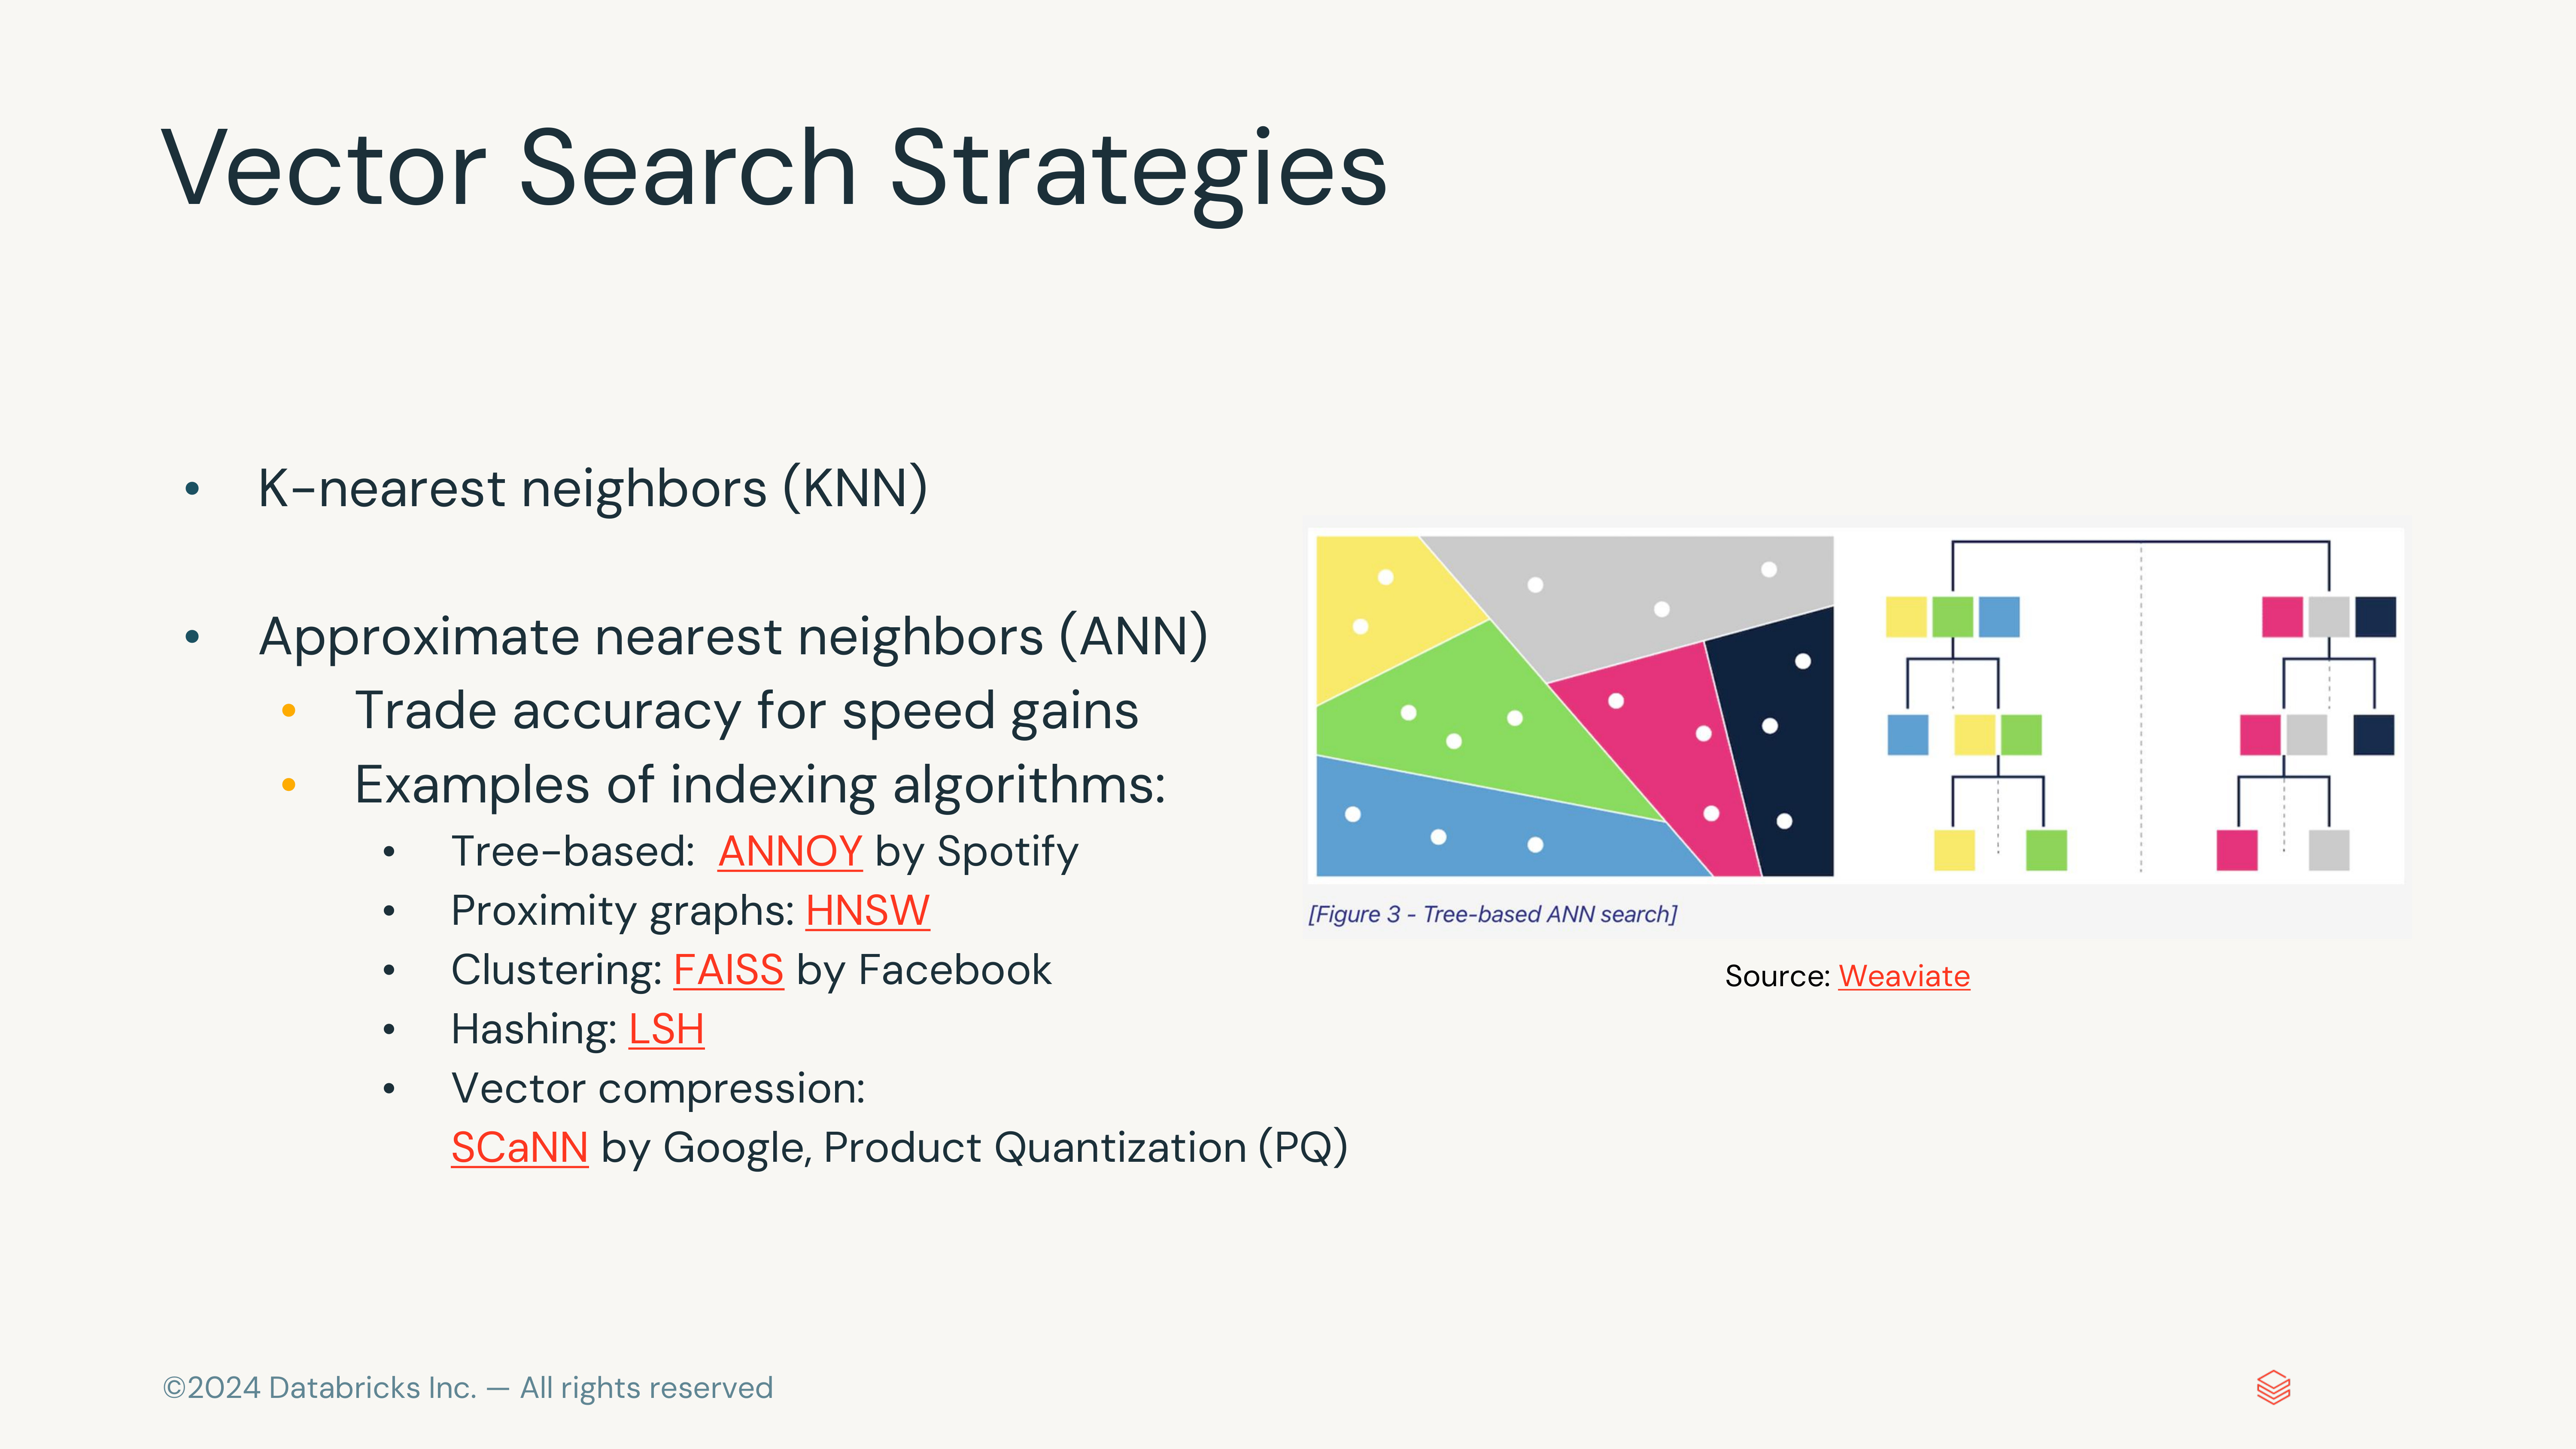 Vector Search Strategies
• K-nearest neighbors (KNN)
• Approximate nearest neighbors (ANN)
• Trade accuracy for speed gains
• Examples of indexing algorithms:
• Tree-based:  ANNOY by Spotify
• Proximity graphs: HNSW
• Clustering: FAISS by Facebook
• Hashing: LSH
• Vector compression:
SCaNN by Google, Product Quantization (PQ)
[Figure 3 - Tree-based ANN search]
Source: Weaviate
©2024 Databricks Inc. — All rights reserved